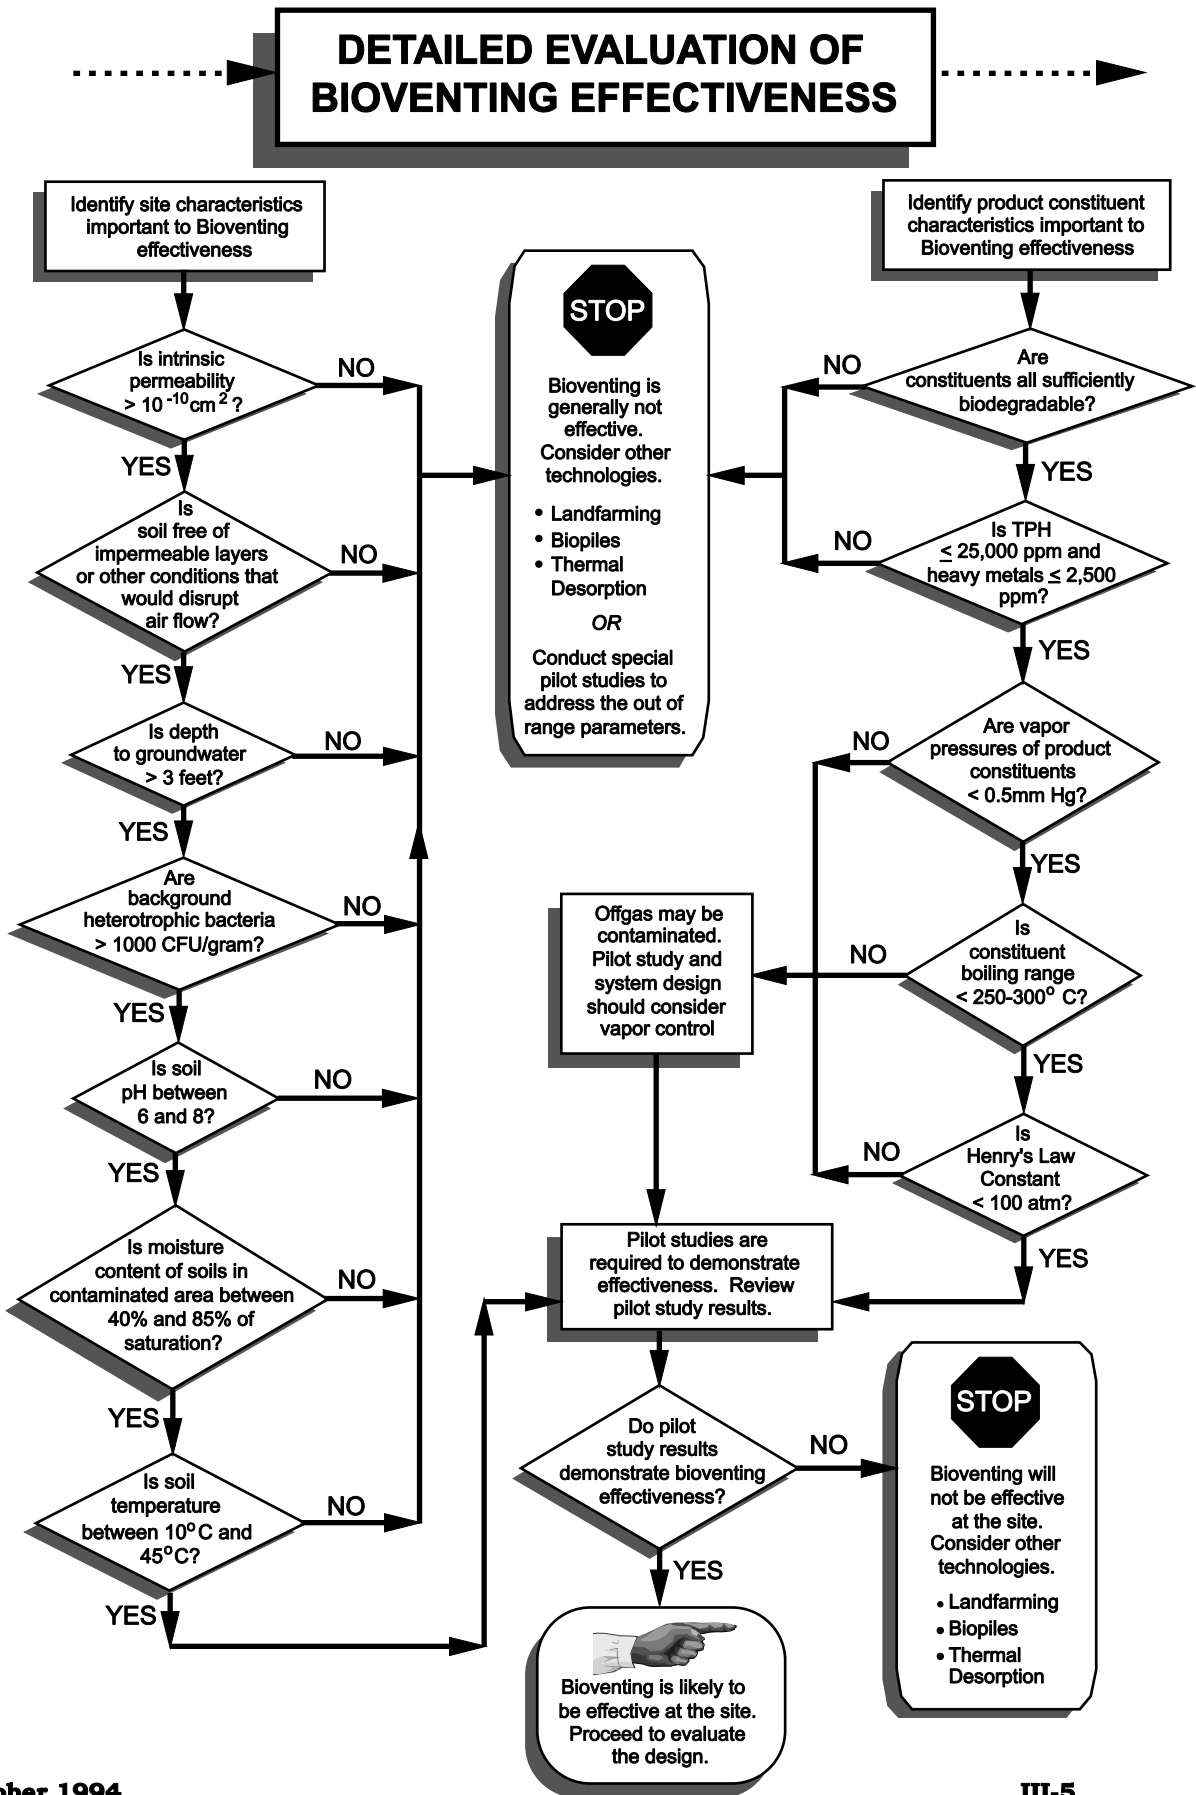 DETAILED EVALUATION OF
BIOVENTING EFFECTIVENESS
Identify site characteristics
important to Bioventing
effectiveness
Is intrinsic
permeability
> 10 -10 cm 2 ?
NO
YES
Is
soil free of
impermeable layers
or other conditions that
would disrupt
air flow?
NO
YES
Is depth
to groundwater
> 3 feet?
NO
YES
Are
background
heterotrophic bacteria
> 1000 CFU/gram?
NO
YES
Is soil
pH between
6 and 8?
NO
YES
Is moisture
content of soils in
contaminated area between
40% and 85% of
saturation?
NO
YES
Is soil
temperature
between 10º C and
45º C?
NO
YES
STOP
Bioventing is
generally not
effective.
Consider other
technologies.
• Landfarming
• Biopiles
• Thermal
Desorption
OR
Conduct special
pilot studies to
address the out of
range parameters.
Identify product constituent
characteristics important to
Bioventing effectiveness
Are
constituents all sufficiently
biodegradable?
NO
YES
Is TPH
≤ 25,000 ppm and
heavy metals ≤ 2,500
ppm?
NO
YES
Are vapor
pressures of product
constituents
< 0.5mm Hg?
NO
YES
Is
constituent
boiling range
< 250-300º C?
NO
YES
Is
Henry's Law
Constant
< 100 atm?
NO
YES
Offgas may be
contaminated.
Pilot study and
system design
should consider
vapor control
Pilot studies are
required to demonstrate
effectiveness. Review
pilot study results.
Do pilot
study results
demonstrate bioventing
effectiveness?
NO
YES
STOP
Bioventing will
not be effective
at the site.
Consider other
technologies.
• Landfarming
• Biopiles
• Thermal
Desorption
Bioventing is likely to
be effective at the site.
Proceed to evaluate
the design.
ober 1994
III-5